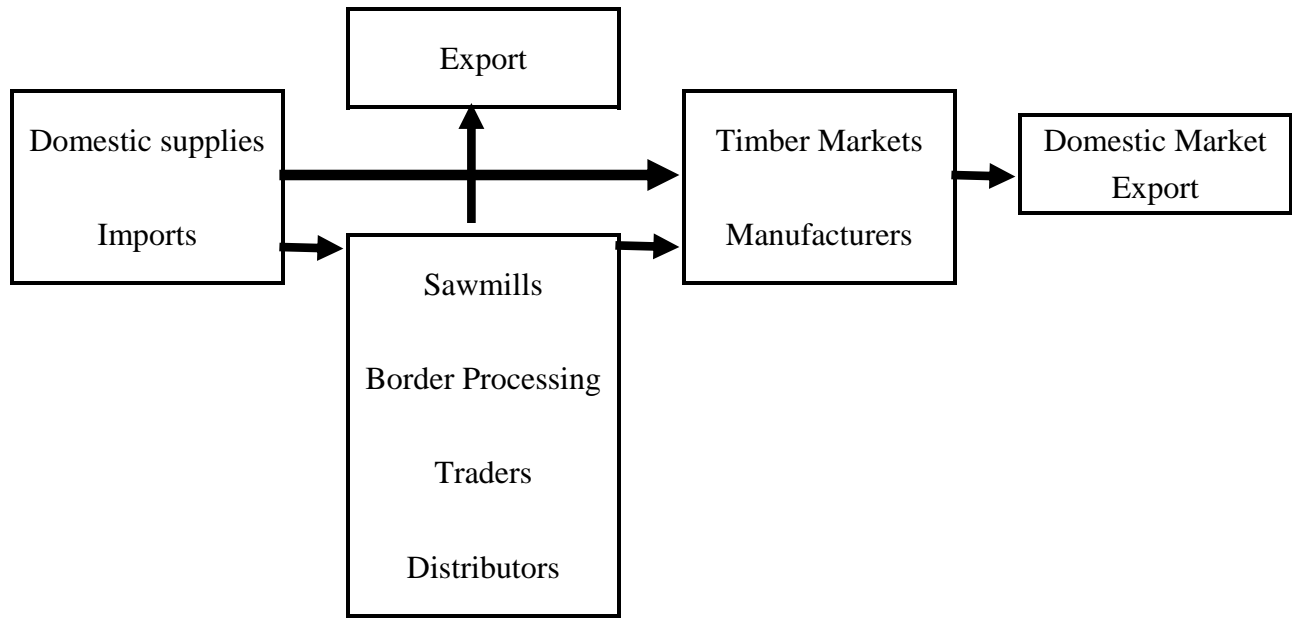 Export
Domestic supplies
Imports
Sawmills
Border Processing
Traders
Distributors
Timber Markets
Manufacturers
Domestic Market
Export